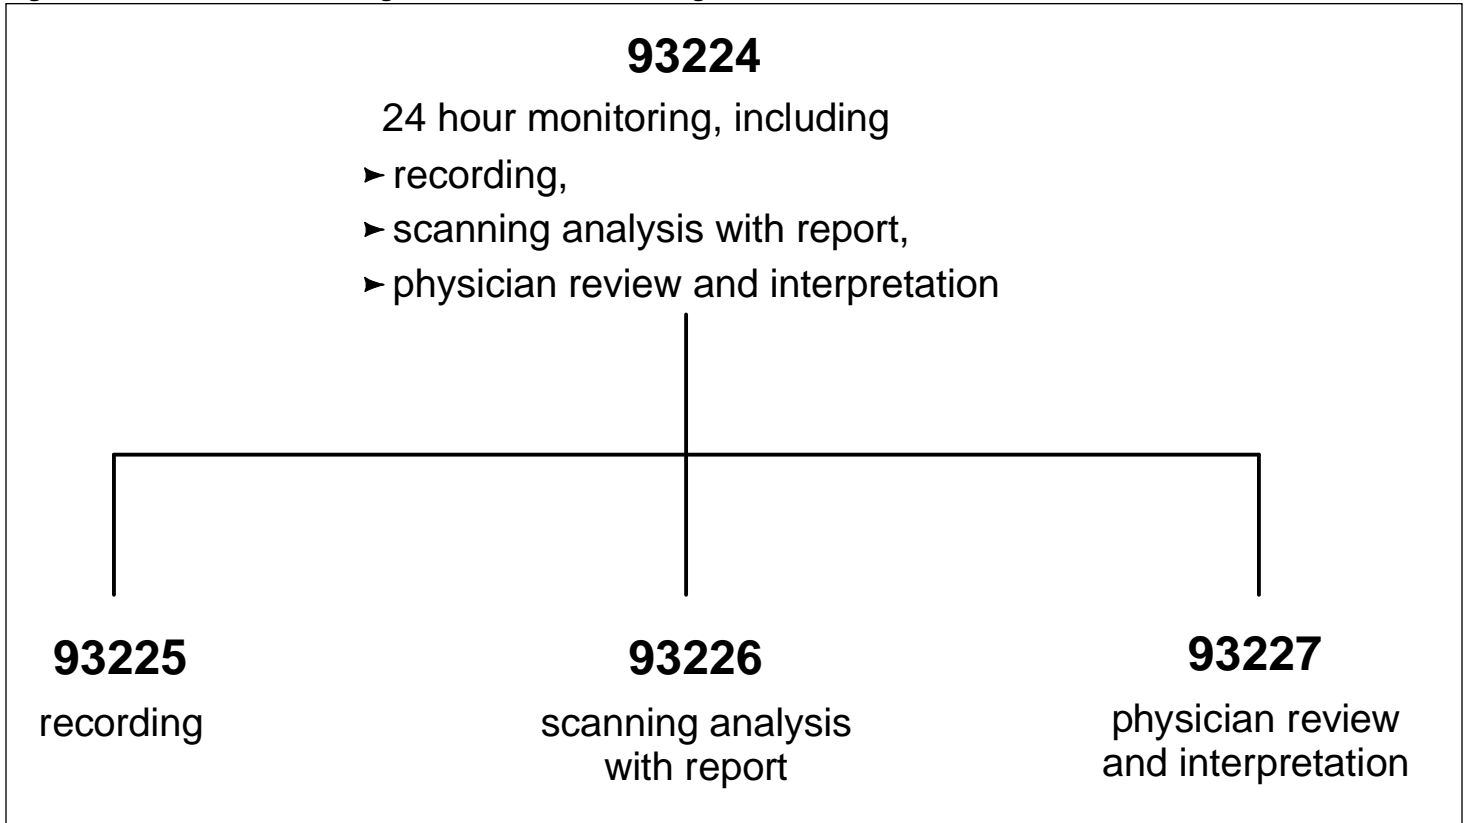 93224
24 hour monitoring, including
➤ recording,
➤ scanning analysis with report,
➤ physician review and interpretation
93225
recording
93226
scanning analysis
with report
93227
physician review
and interpretation